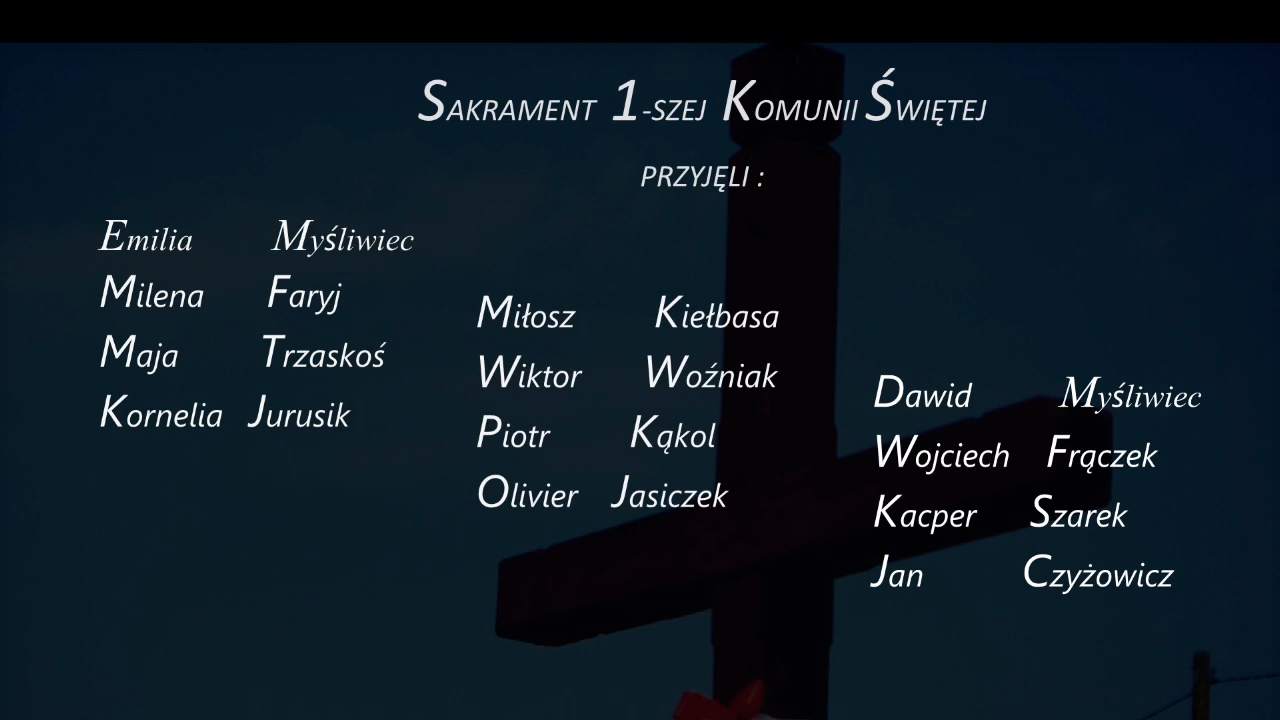 Sakrament 1-szej Komunii Świętej
przyjęli :
Emilia Myśliwiec
Milena Faryj
Maja Trzaskoś
Kornelia Jurusik
Miłosz Kiełbasa
Wiktor Woźniak
Piotr Kąkol
Olivier Jasiczek
Dawid Myśliwiec
Wojciech Frączek
Kacper Szarek
Jan Czyżowicz